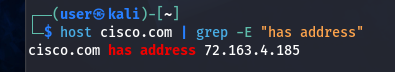 ┌──(user㉿kali)-[~]
└─$ host cisco.com | grep -E "has address"
cisco.com has address 72.163.4.185